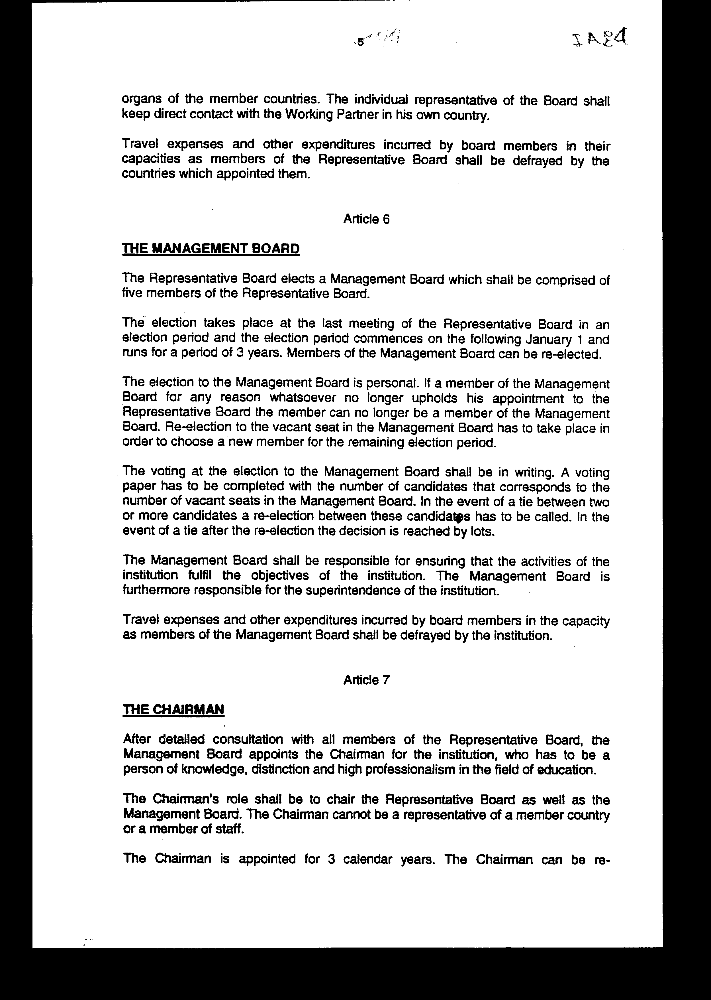 5
organs of the member countries. The individual representative of the Board shall
keep direct contact with the Working Partner in his own country.
Travel expenses and other expenditures incurred by board members in their
capacities as members of the Representative Board shall be defrayed by the
countries which appointed them.
Article 6
THE MANAGEMENT BOARD
The Representative Board elects a Management Board which shall be comprised of
five members of the Representative Board.
The election takes place at the last meeting of the Representative Board in an
election period and the election period commences on the following January 1 and
runs for a period of 3 years. Members of the Management Board can be re-elected.
The election to the Management Board is personal. If a member of the Management
Board for any reason whatsoever no longer upholds his appointment to the
Representative Board the member can no longer be a member of the Management
Board. Re-election to the vacant seat in the Management Board has to take place in
order to choose a new member for the remaining election period.
The voting at the election to the Management Board shall be in writing. A voting
paper has to be completed with the number of candidates that corresponds to the
number of vacant seats in the Management Board. In the event of a tie between two
or more candidates a re-election between these candidates has to be called. In the
event of a tie after the re-election the decision is reached by lots.
The Management Board shall be responsible for ensuring that the activities of the
institution fulfil the objectives of the institution. The Management Board is
furthermore responsible for the superintendence of the institution.
Travel expenses and other expenditures incurred by board members in the capacity
as members of the Management Board shall be defrayed by the institution.
Article 7
THE CHAIRMAN
After detailed consultation with all members of the Representative Board, the
Management Board appoints the Chairman for the institution, who has to be a
person of knowledge, distinction and high professionalism in the field of education.
The Chairman's role shall be to chair the Representative Board as well as the
Management Board. The Chairman cannot be a representative of a member country
or a member of staff.
The Chairman is appointed for 3 calendar years. The Chairman can be re-